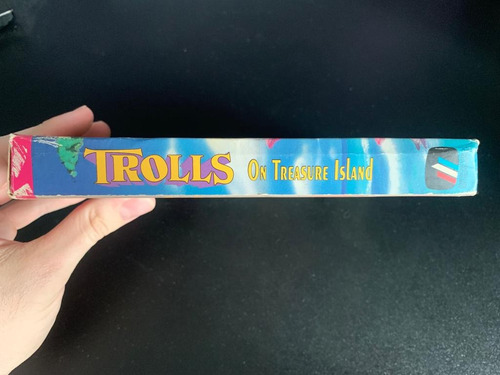 TROLLS On Treasure Island